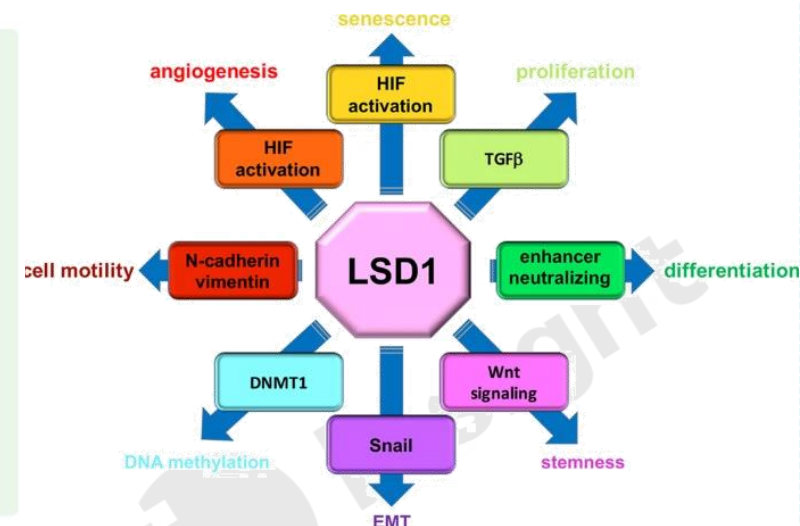 senescence
angiogenesis
proliferation
HIF
activation
HIF
activation
TGFβ
cell motility
N-cadherin
vimentin
LSD1
enhancer
neutralizing
differentiation
DNMT1
Wnt
signaling
Snail
DNA methylation
stemness
EMT